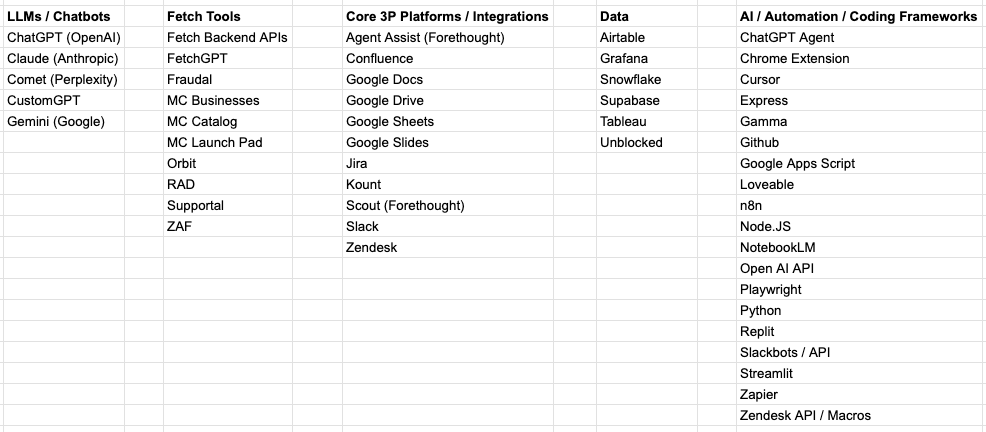 LLMs / Chatbots
ChatGPT (OpenAI)
Claude (Anthropic)
Comet (Perplexity)
CustomGPT
Gemini (Google)
Fetch Tools
Fetch Backend APIs
FetchGPT
Fraudal
MC Businesses
MC Catalog
MC Launch Pad
Orbit
RAD
Supportal
ZAF
Core 3P Platforms / Integrations
Agent Assist (Forethought)
Confluence
Google Docs
Google Drive
Google Sheets
Google Slides
Jira
Kount
Scout (Forethought)
Slack
Zendesk
Data
Airtable
Grafana
Snowflake
Supabase
Tableau
Unblocked
AI / Automation / Coding Frameworks
ChatGPT Agent
Chrome Extension
Cursor
Express
Gamma
Github
Google Apps Script
Loveable
n8n
Node.JS
NotebookLM
Open AI API
Playwright
Python
Replit
Slackbots / API
Streamlit
Zapier
Zendesk API / Macros